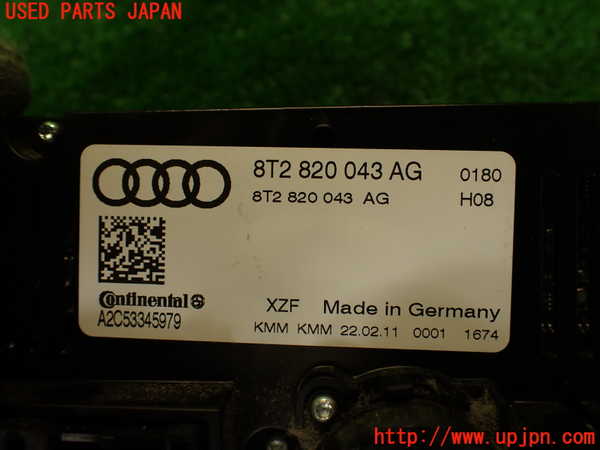 USED PARTS JAPAN
8T2 820 043 AG 0180
8T2 820 043 AG H08
Continental
A2C53345979
XZF Made in Germany
KMM KMM 22.02.11 0001 1674
http://www.upjpn.com